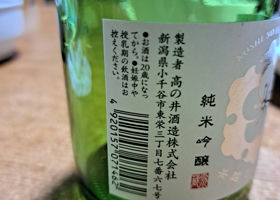 純米吟醸
製造者 高の井酒造株式会社
新潟県小千谷市東栄三丁目七番六七号
●お酒は20歳になっ
てから。●妊娠中や
授乳期の飲酒はお
控えください。
4920157071462